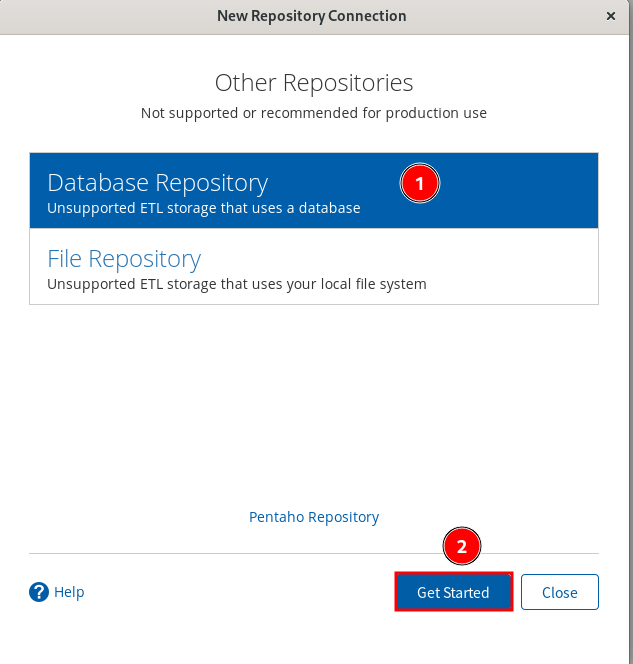 New Repository Connection ×
Other Repositories
Not supported or recommended for production use
Database Repository
1
Unsupported ETL storage that uses a database
File Repository
Unsupported ETL storage that uses your local file system
Pentaho Repository
2
? Help
Get Started
Close